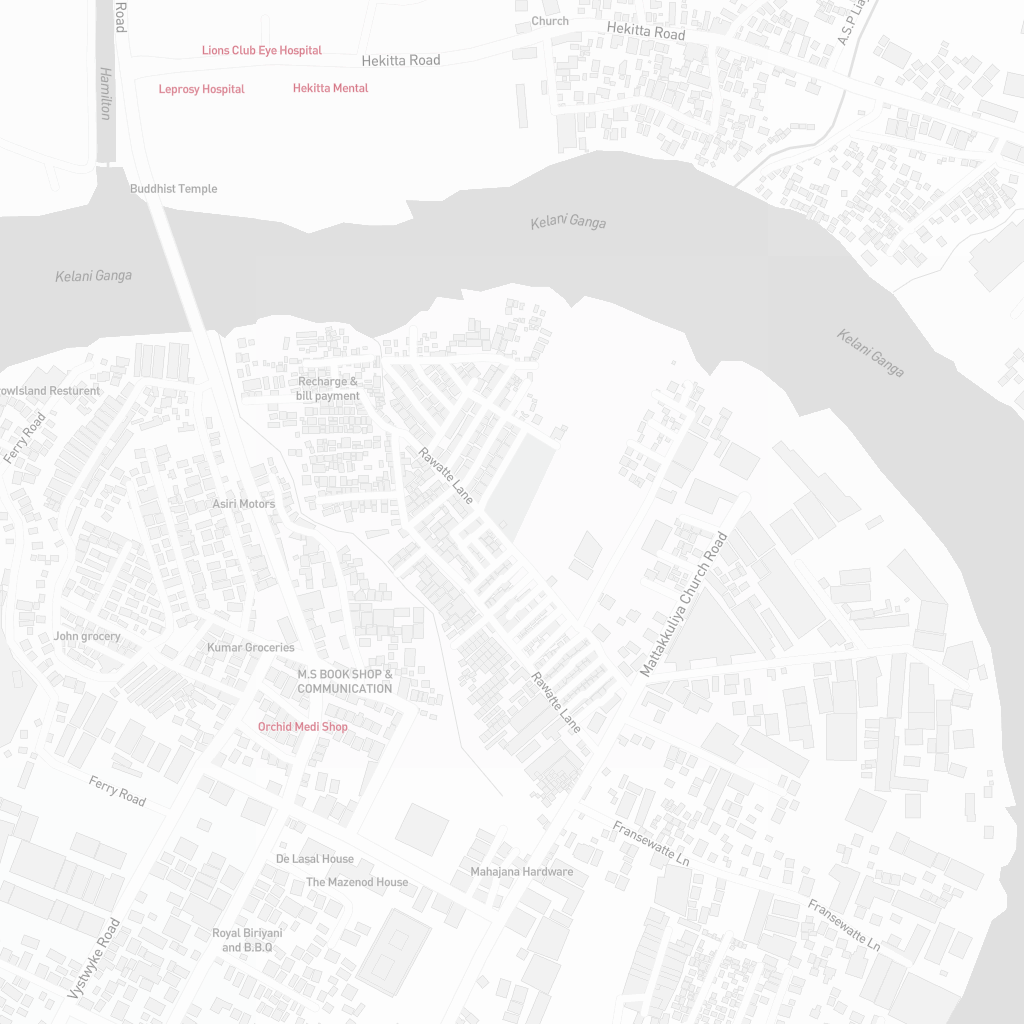 Road
Church
Hekitta Road
A.S.P Lia
Lions Club Eye Hospital
Hekitta Road
Leprosy Hospital
Hekitta Mental
Hamilton
Buddhist Temple
Kelani Ganga
Kelani Ganga
Kelani Ganga
Recharge &
bill payment
owIsland Resturent
Ferry Road
Rawatte Lane
Asiri Motors
Mattakkuliya Church Road
John grocery
Kumar Groceries
M.S BOOK SHOP &
COMMUNICATION
Rawatte Lane
Orchid Medi Shop
Ferry Road
Fransewatte Ln
De Lasal House
The Mazenod House
Mahajana Hardware
Royal Biriyani
and B.B.Q
Vystwyke Road
Fransewatte Ln